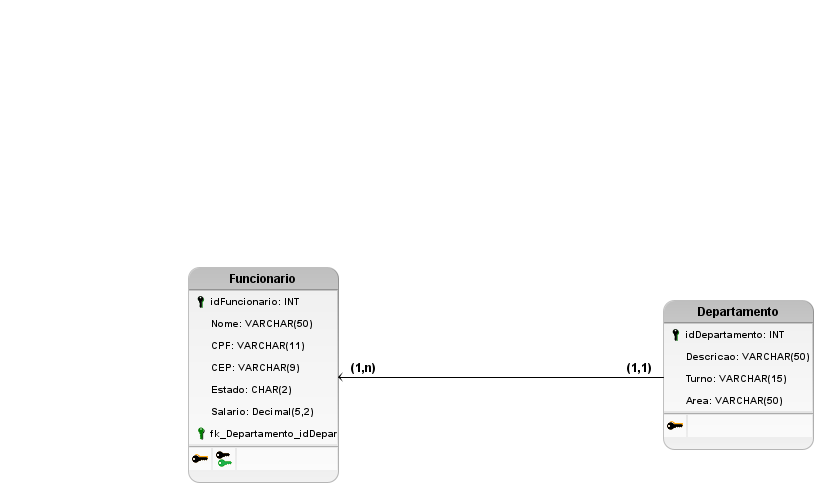 Funcionario
idFuncionario: INT
Nome: VARCHAR(50)
CPF: VARCHAR(11)
CEP: VARCHAR(9)
Estado: CHAR(2)
Salario: Decimal(5,2)
fk_Departamento_idDepar
(1,n)
(1,1)
Departamento
idDepartamento: INT
Descricao: VARCHAR(50)
Turno: VARCHAR(15)
Area: VARCHAR(50)